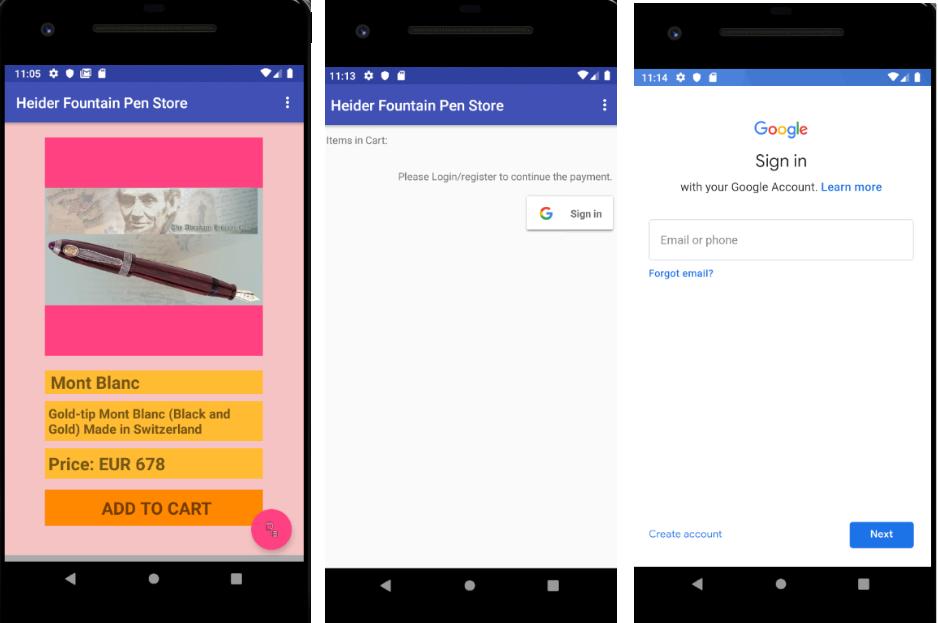 11:05
Heider Fountain Pen Store
Mont Blanc
Gold-tip Mont Blanc (Black and
Gold) Made in Switzerland
Price: EUR 678
ADD TO CART
11:13
Heider Fountain Pen Store
Items in Cart:
Please Login/register to continue the payment.
G Sign in
11:14
Google
Sign in
with your Google Account. Learn more
Email or phone
Forgot email?
Create account
Next